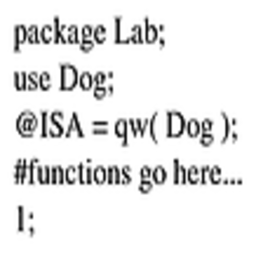 package Lab;
use Dog;
@ISA = qw( Dog );
#functions go here...
1;